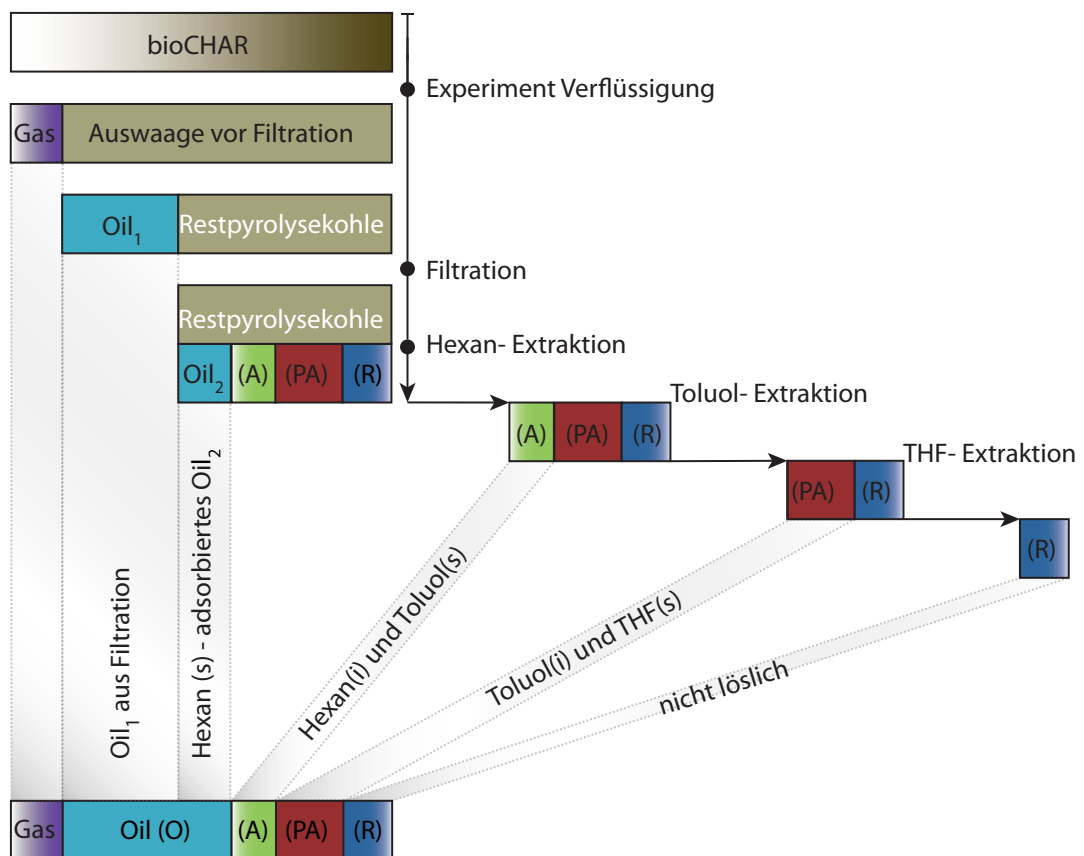 bioCHAR
Experiment Verflüssigung
Gas
Auswaage vor Filtration
Oil₁
Restpyrolysekohle
Filtration
Restpyrolysekohle
Hexan- Extraktion
Oil₂
(A)
(PA)
(R)
Toluol- Extraktion
(A)
(PA)
(R)
THF- Extraktion
(PA)
(R)
(R)
Oil₁ aus Filtration
Hexan (s) - adsorbiertes Oil₂
Hexan(i) und Toluol(s)
Toluol(i) und THF(s)
nicht löslich
Gas
Oil (O)
(A)
(PA)
(R)